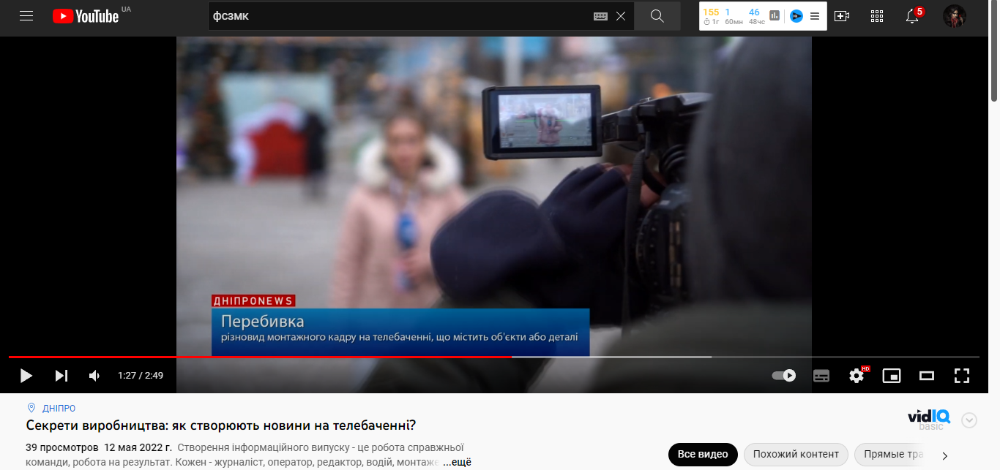 YouTube UA
фсзмк
155 1 46
1г 60мн 48чс
5
ДНІПРОNEWS
Перебивка
різновид монтажного кадру на телебаченні, що містить об'єкти або деталі
1:27 / 2:49
HD
ДНІПРО
Секрети виробництва: як створюють новини на телебаченні?
vidIQ
basic
39 просмотров 12 мая 2022 г. Створення інформаційного випуску - це робота справжньої
команди, робота на результат. Кожен - журналіст, оператор, редактор, водій, монтаже ...ещё
Все видео Похожий контент Прямые тра